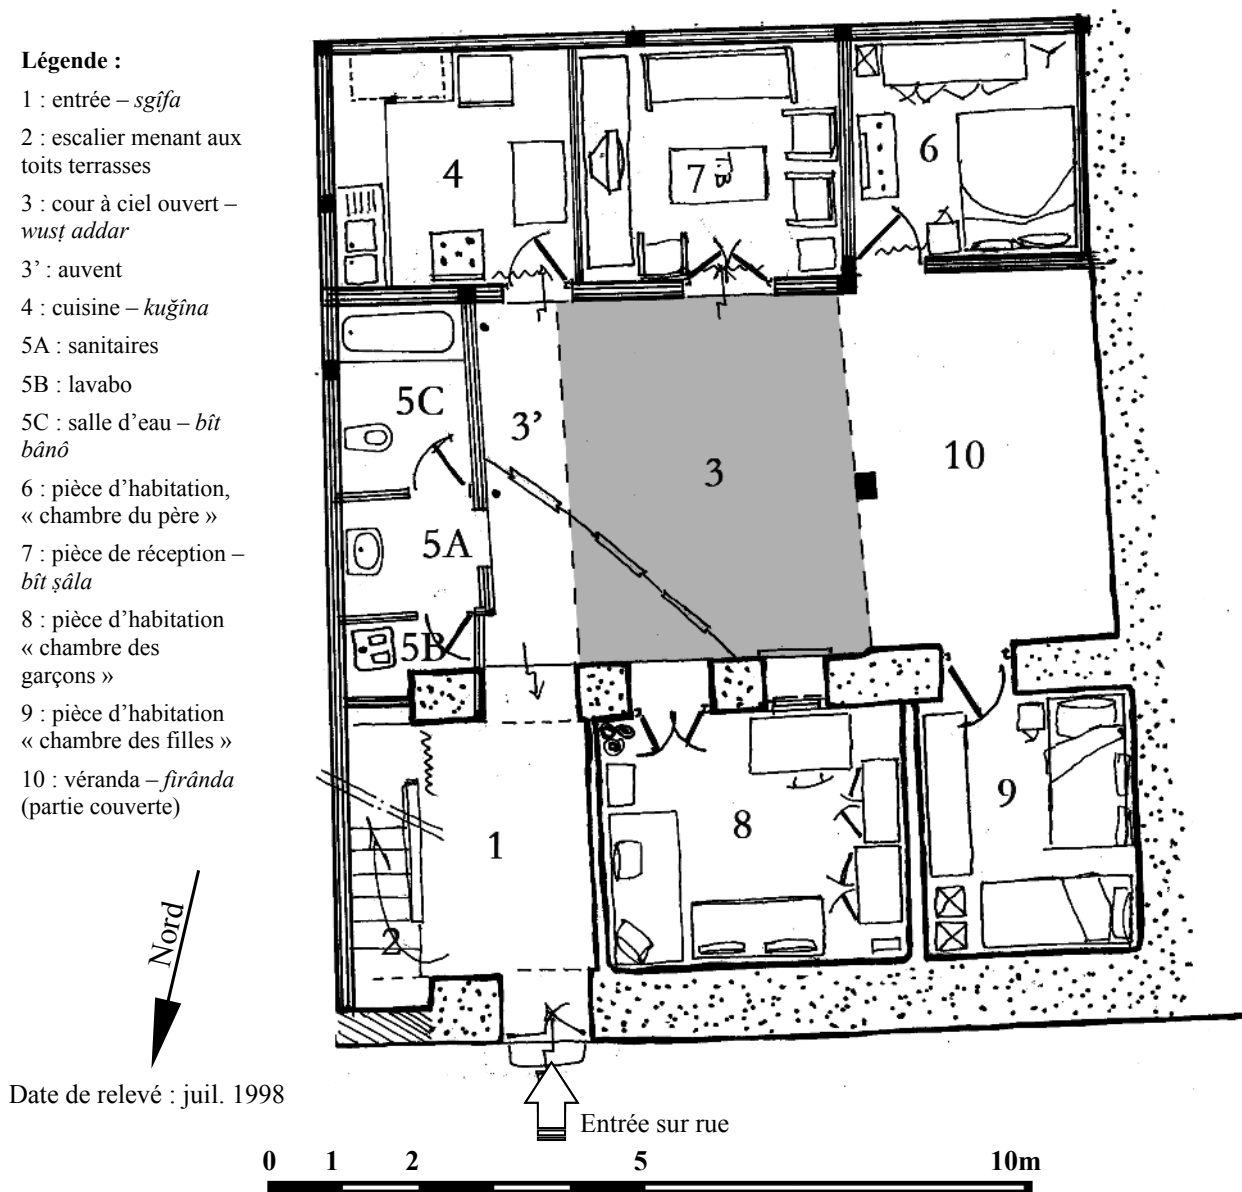 Légende :
1 : entrée – sgîfa
2 : escalier menant aux
toits terrasses
3 : cour à ciel ouvert –
wusṭ addar
3’ : auvent
4 : cuisine – kuğîna
5A : sanitaires
5B : lavabo
5C : salle d’eau – bît
bânô
6 : pièce d’habitation,
« chambre du père »
7 : pièce de réception –
bît ṣâla
8 : pièce d’habitation
« chambre des
garçons »
9 : pièce d’habitation
« chambre des filles »
10 : véranda – firânda
(partie couverte)
Nord
Date de relevé : juil. 1998
4
7
6
5C
3’
3
10
5A
5B
1
8
9
2
Entrée sur rue
0 1 2 5 10m